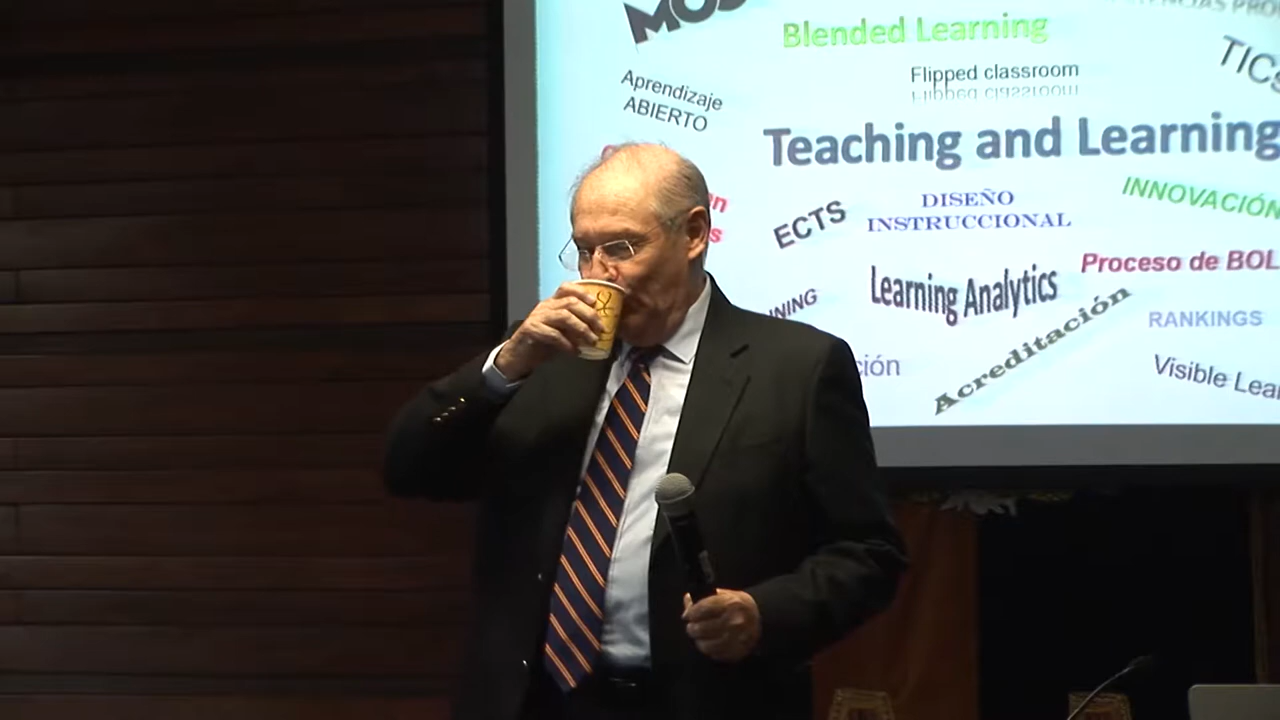 Blended Learning
TICs
Flipped classroom
Aprendizaje
ABIERTO
Teaching and Learning
ECTS
DISEÑO
INSTRUCCIONAL
INNOVACIÓN
Learning Analytics
Proceso de BOL
Acreditación
RANKINGS
Visible Lea